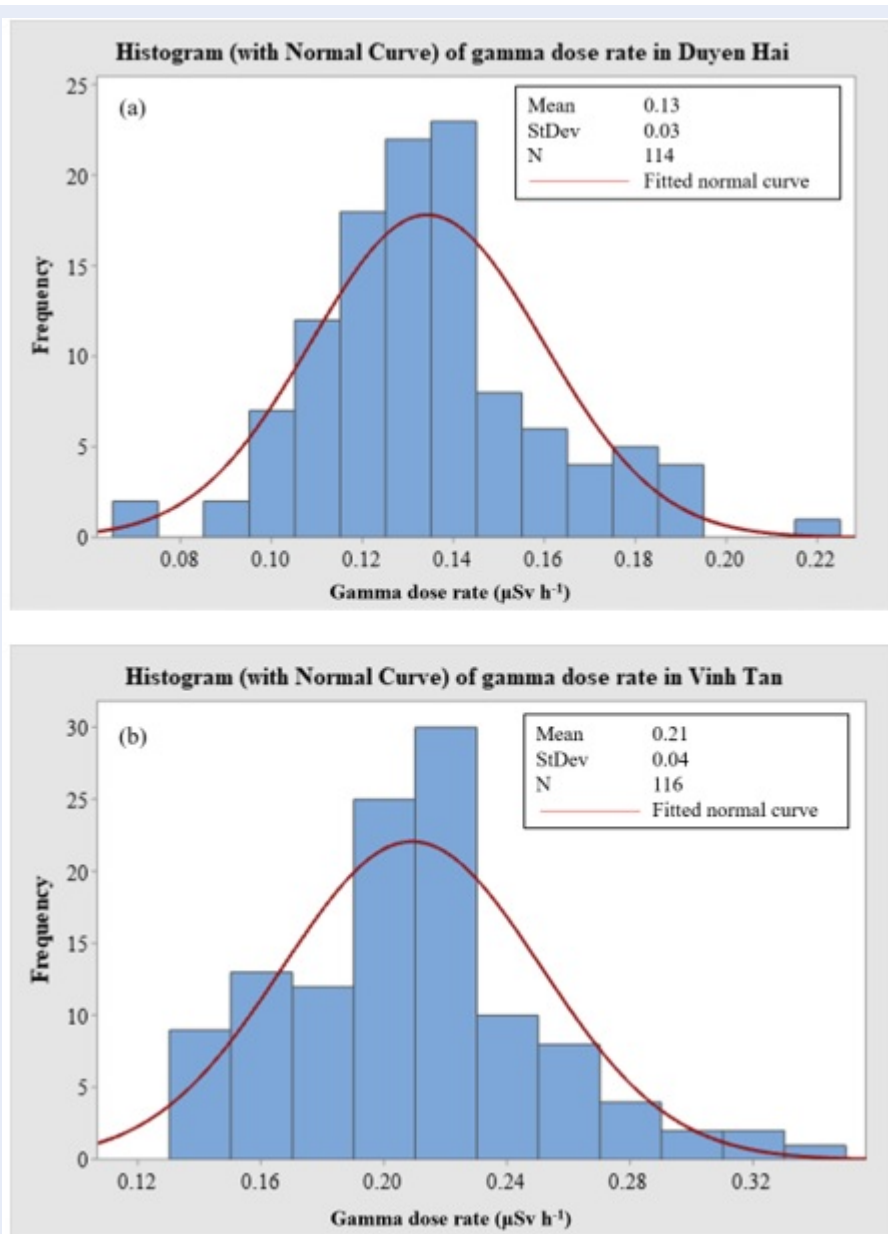 Histogram (with Normal Curve) of gamma dose rate in Duyen Hai
(a)
Mean 0.13
StDev 0.03
N 114
Fitted normal curve
25
20
15
10
5
0
Frequency
0.08 0.10 0.12 0.14 0.16 0.18 0.20 0.22
Gamma dose rate (μSv h⁻¹)
Histogram (with Normal Curve) of gamma dose rate in Vinh Tan
(b)
Mean 0.21
StDev 0.04
N 116
Fitted normal curve
30
25
20
15
10
5
0
Frequency
0.12 0.16 0.20 0.24 0.28 0.32
Gamma dose rate (μSv h⁻¹)